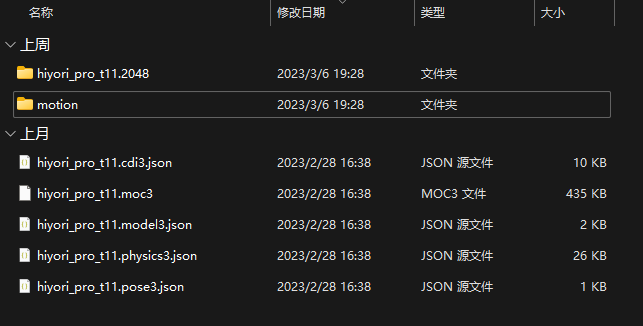 名称 修改日期 类型 大小
上周
hiyori_pro_t11.2048 2023/3/6 19:28 文件夹
motion 2023/3/6 19:28 文件夹
上月
hiyori_pro_t11.cdi3.json 2023/2/28 16:38 JSON 源文件 10 KB
hiyori_pro_t11.moc3 2023/2/28 16:38 MOC3 文件 435 KB
hiyori_pro_t11.model3.json 2023/2/28 16:38 JSON 源文件 2 KB
hiyori_pro_t11.physics3.json 2023/2/28 16:38 JSON 源文件 26 KB
hiyori_pro_t11.pose3.json 2023/2/28 16:38 JSON 源文件 1 KB